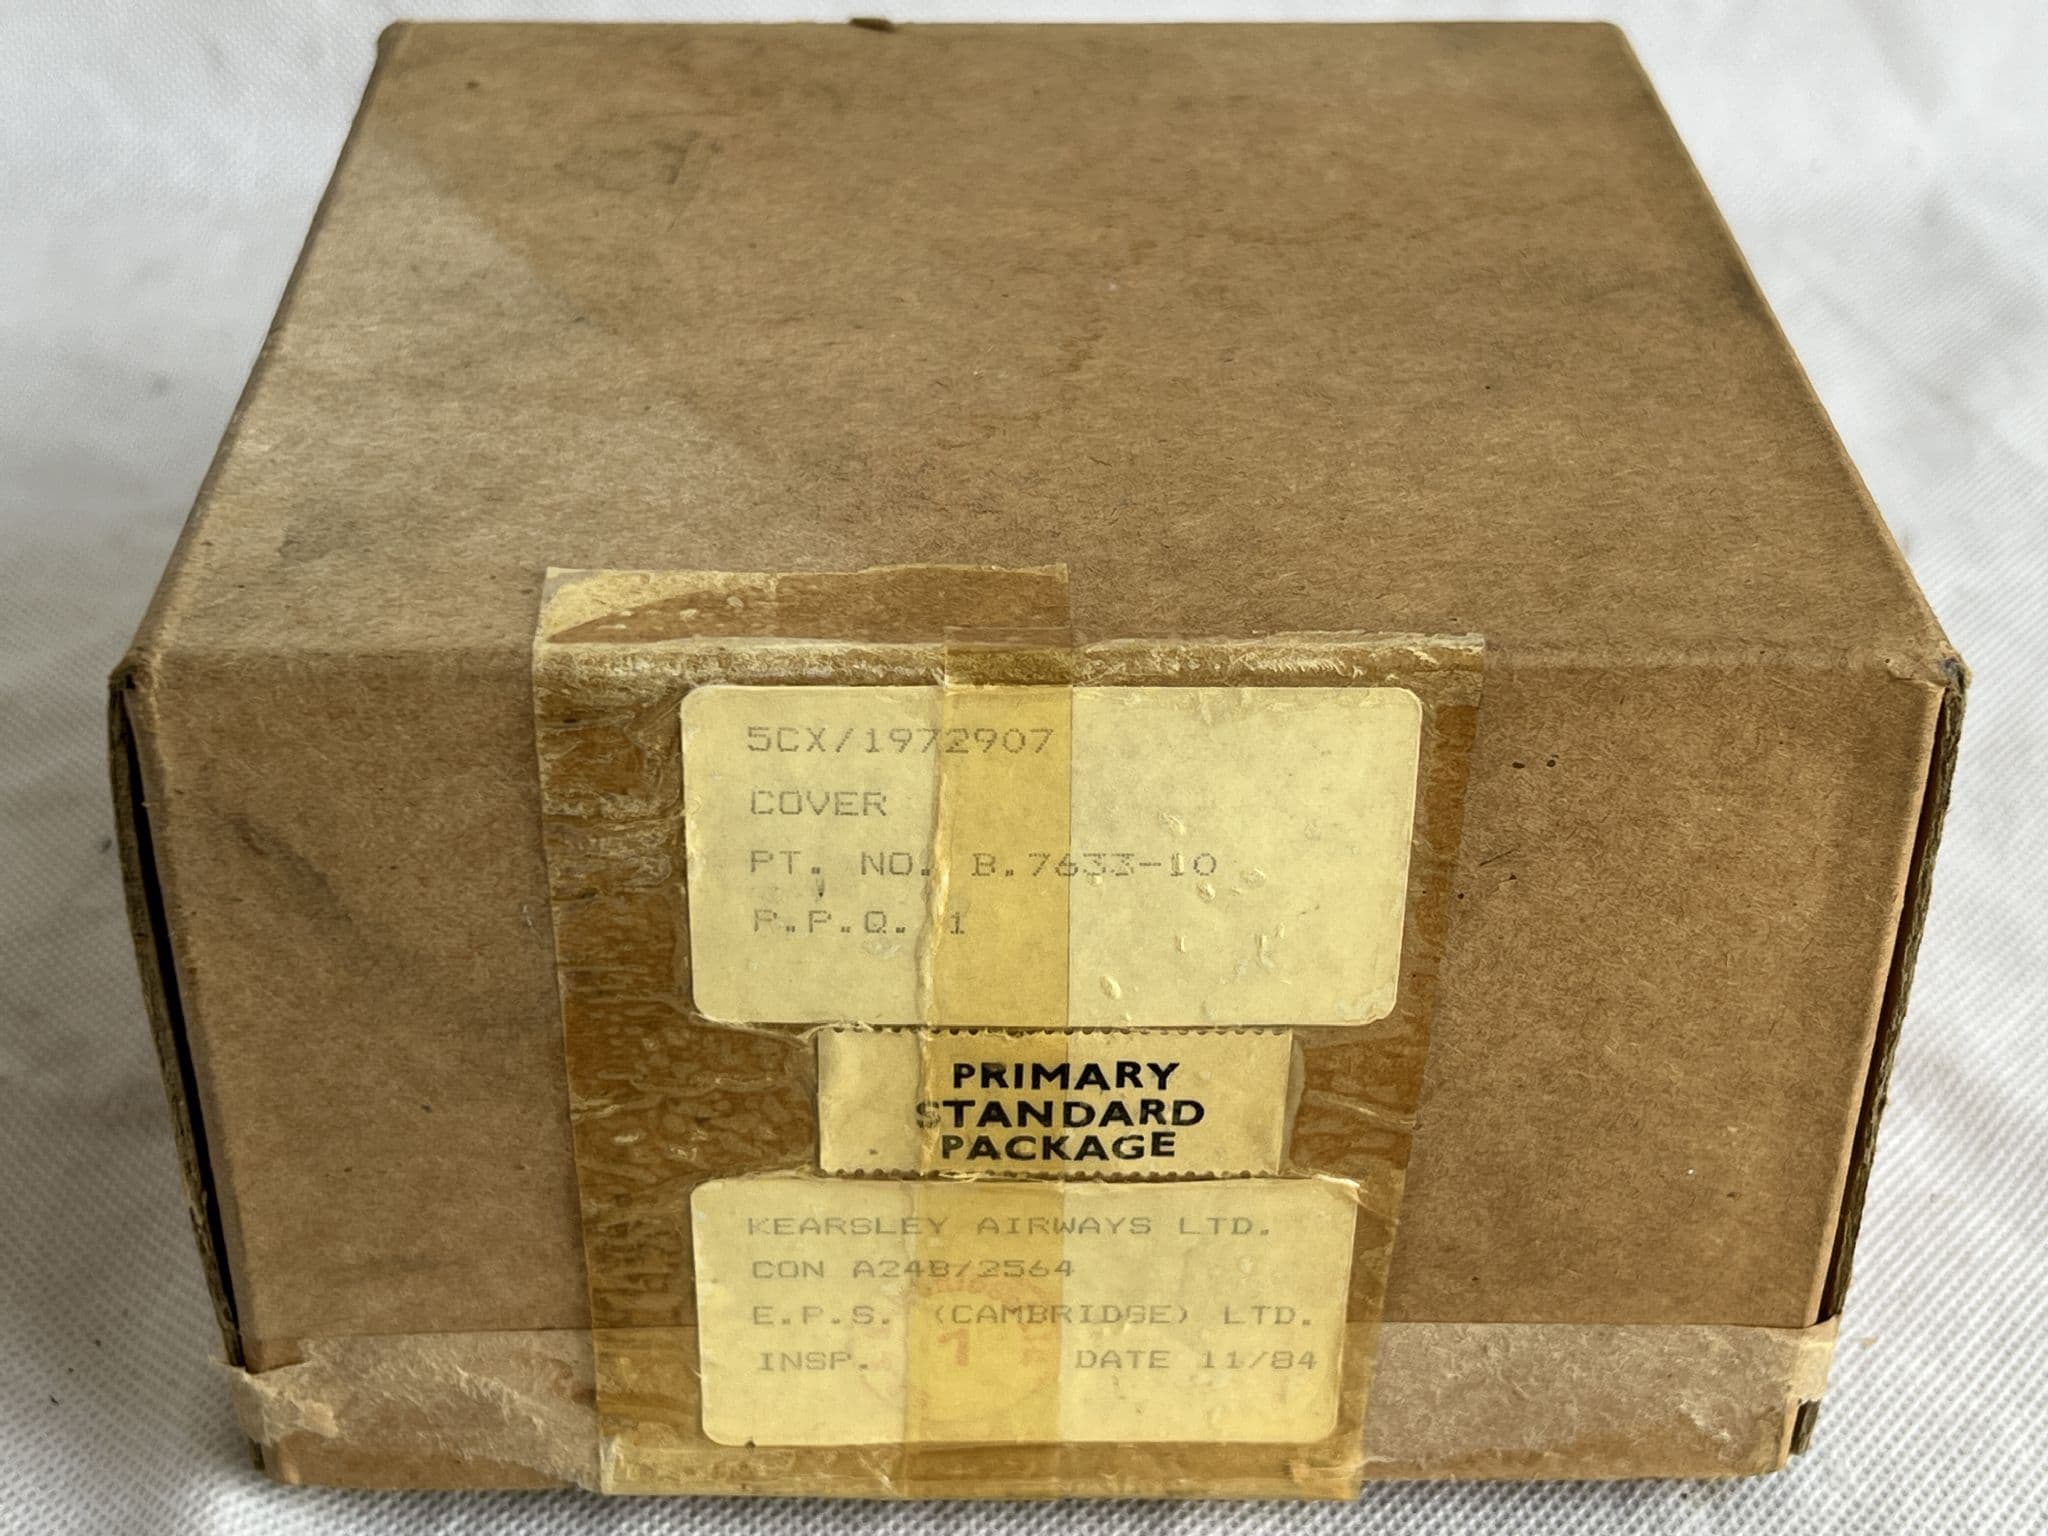 5CX/1972907
COVER
PT. NO. B.7633-10
P.P.Q. 1
PRIMARY
STANDARD
PACKAGE
KEARSLEY AIRWAYS LTD.
CON A24B/2564
E.P.S. (CAMBRIDGE) LTD.
INSP. 1 DATE 11/84